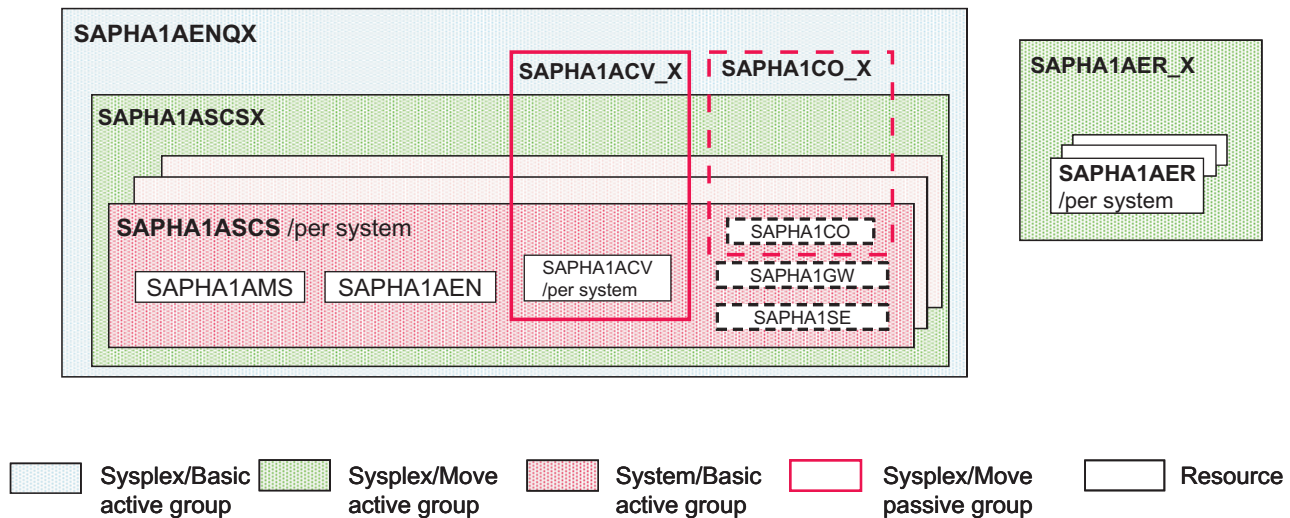 SAPHA1AENQX
SAPHA1ACV_X
SAPHA1CO_X
SAPHA1AER_X
SAPHA1ASCSX
SAPHA1AER
/per system
SAPHA1ASCS /per system
SAPHA1CO
SAPHA1AMS
SAPHA1AEN
SAPHA1ACV
/per system
SAPHA1GW
SAPHA1SE
Sysplex/Basic
active group
Sysplex/Move
active group
System/Basic
active group
Sysplex/Move
passive group
Resource